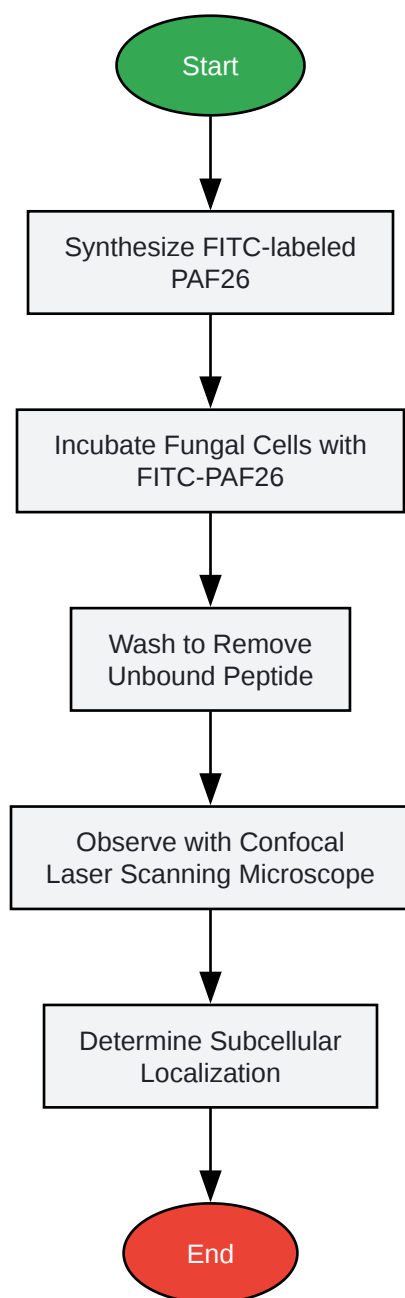 Start
Synthesize FITC-labeled
PAF26
Incubate Fungal Cells with
FITC-PAF26
Wash to Remove
Unbound Peptide
Observe with Confocal
Laser Scanning Microscope
Determine Subcellular
Localization
End